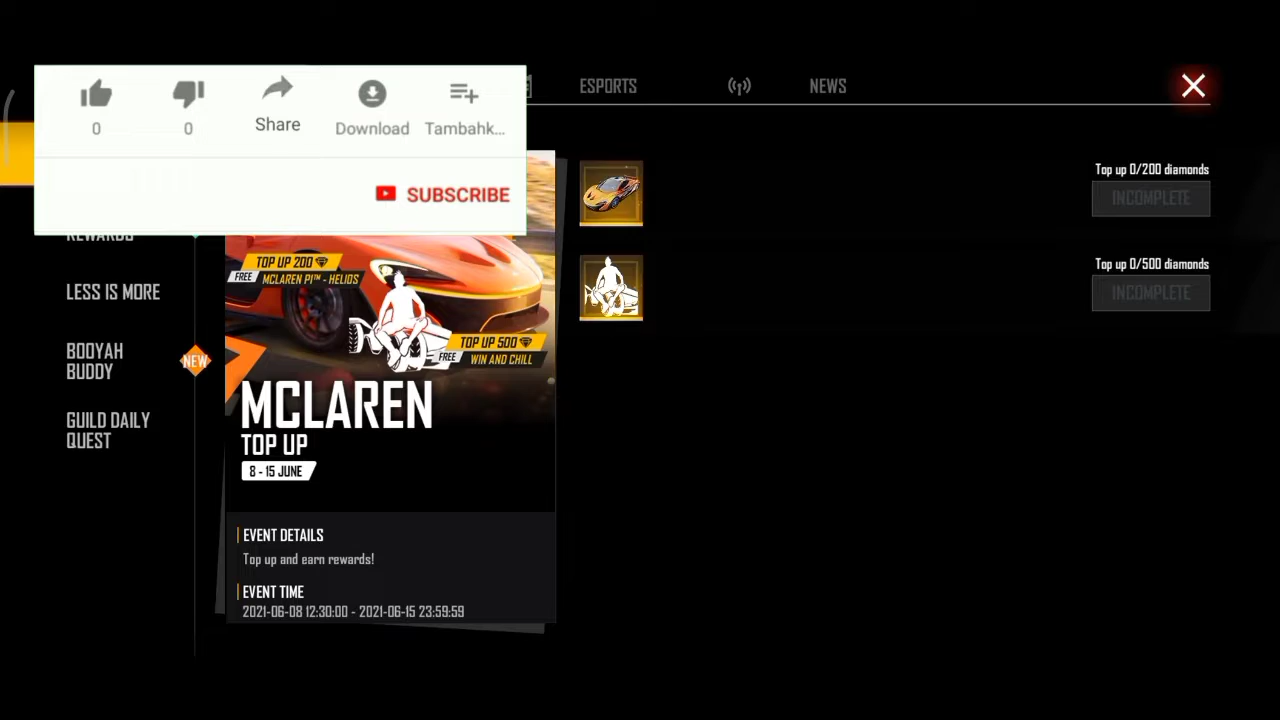 ESPORTS
NEWS
0
0
Share
Download
Tambahk...
SUBSCRIBE
REWARDS
LESS IS MORE
BOOYAH
BUDDY
NEW
GUILD DAILY
QUEST
TOP UP 200
FREE
MCLAREN P1™ - HELIOS
TOP UP 500
FREE
WIN AND CHILL
MCLAREN
TOP UP
8 - 15 JUNE
EVENT DETAILS
Top up and earn rewards!
EVENT TIME
2021-06-08 12:30:00 - 2021-06-15 23:59:59
Top up 0/200 diamonds
INCOMPLETE
Top up 0/500 diamonds
INCOMPLETE